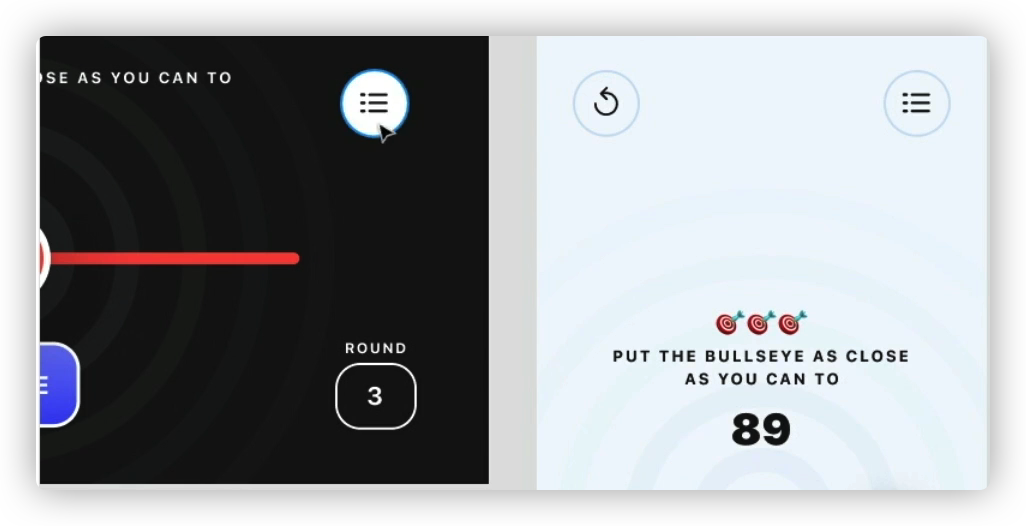 OSE AS YOU CAN TO
ROUND
3
E
🎯🎯🎯
PUT THE BULLSEYE AS CLOSE
AS YOU CAN TO
89